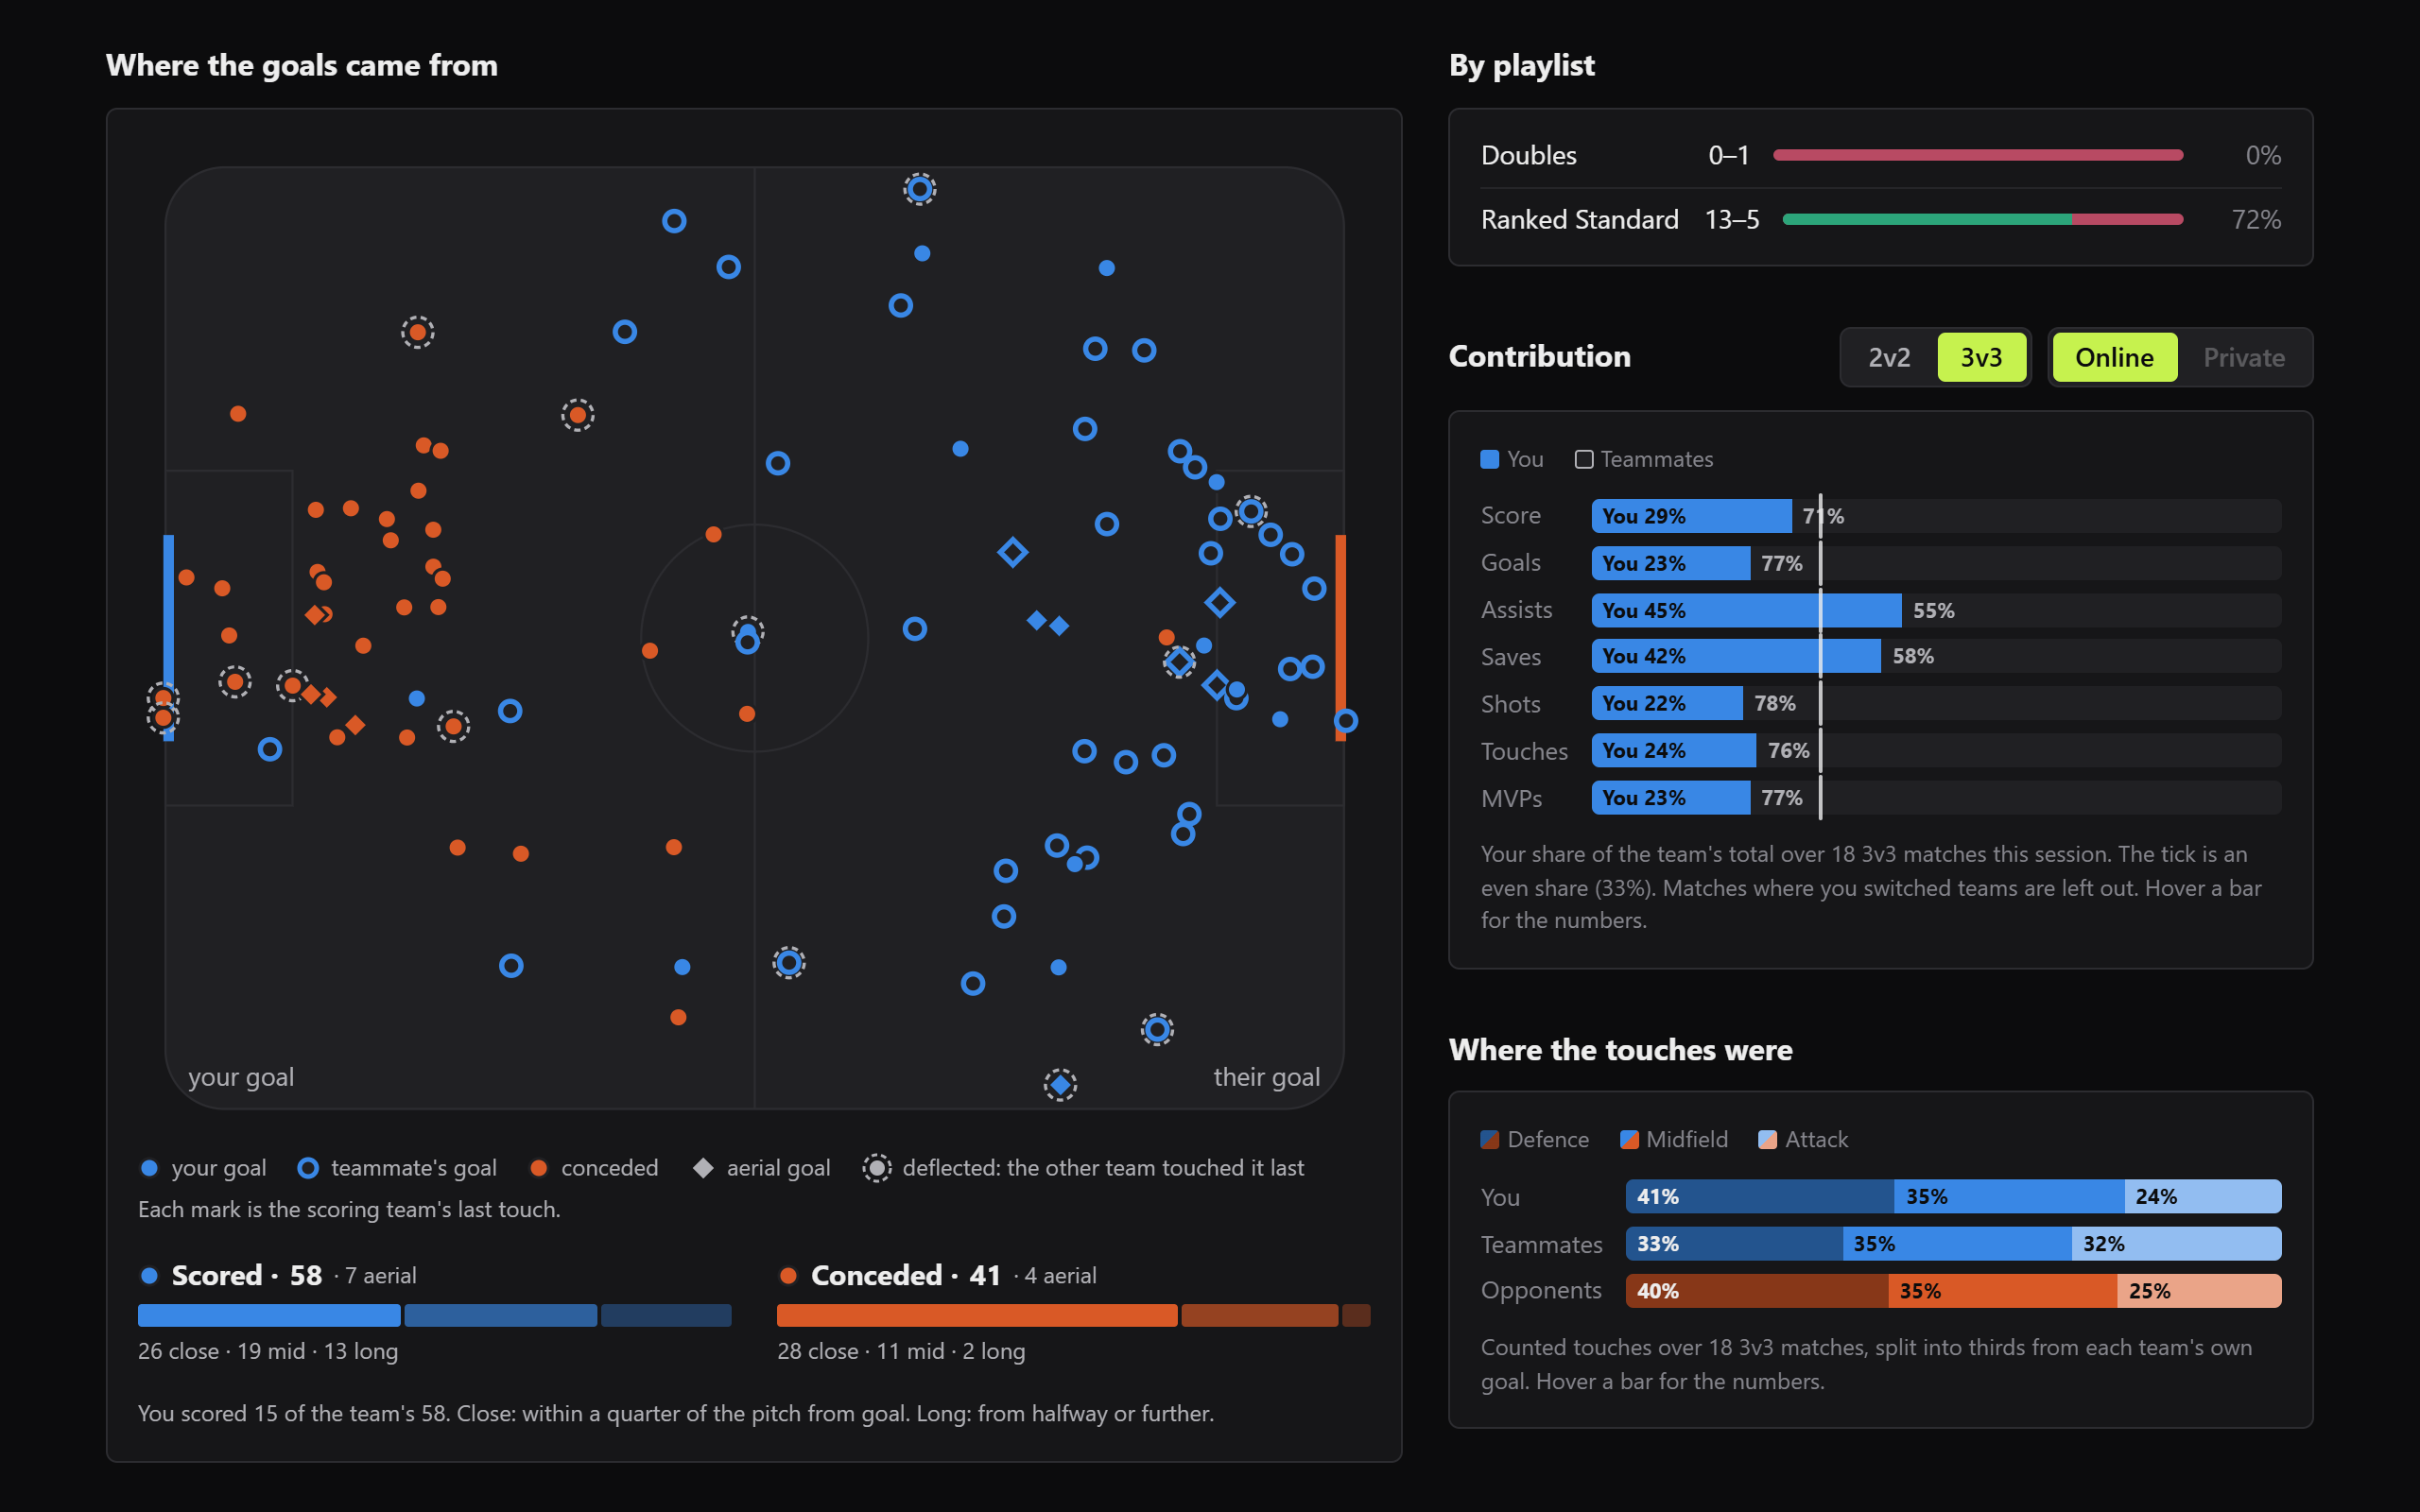 Where the goals came from
your goal
their goal
your goal
teammate's goal
conceded
aerial goal
deflected: the other team touched it last
Each mark is the scoring team's last touch.
Scored · 58 · 7 aerial
26 close · 19 mid · 13 long
Conceded · 41 · 4 aerial
28 close · 11 mid · 2 long
You scored 15 of the team's 58. Close: within a quarter of the pitch from goal. Long: from halfway or further.
By playlist
Doubles 0–1 0%
Ranked Standard 13–5 72%
Contribution
2v2 3v3 Online Private
You Teammates
Score You 29% 71%
Goals You 23% 77%
Assists You 45% 55%
Saves You 42% 58%
Shots You 22% 78%
Touches You 24% 76%
MVPs You 23% 77%
Your share of the team's total over 18 3v3 matches this session. The tick is an
even share (33%). Matches where you switched teams are left out. Hover a bar
for the numbers.
Where the touches were
Defence Midfield Attack
You 41% 35% 24%
Teammates 33% 35% 32%
Opponents 40% 35% 25%
Counted touches over 18 3v3 matches, split into thirds from each team's own
goal. Hover a bar for the numbers.